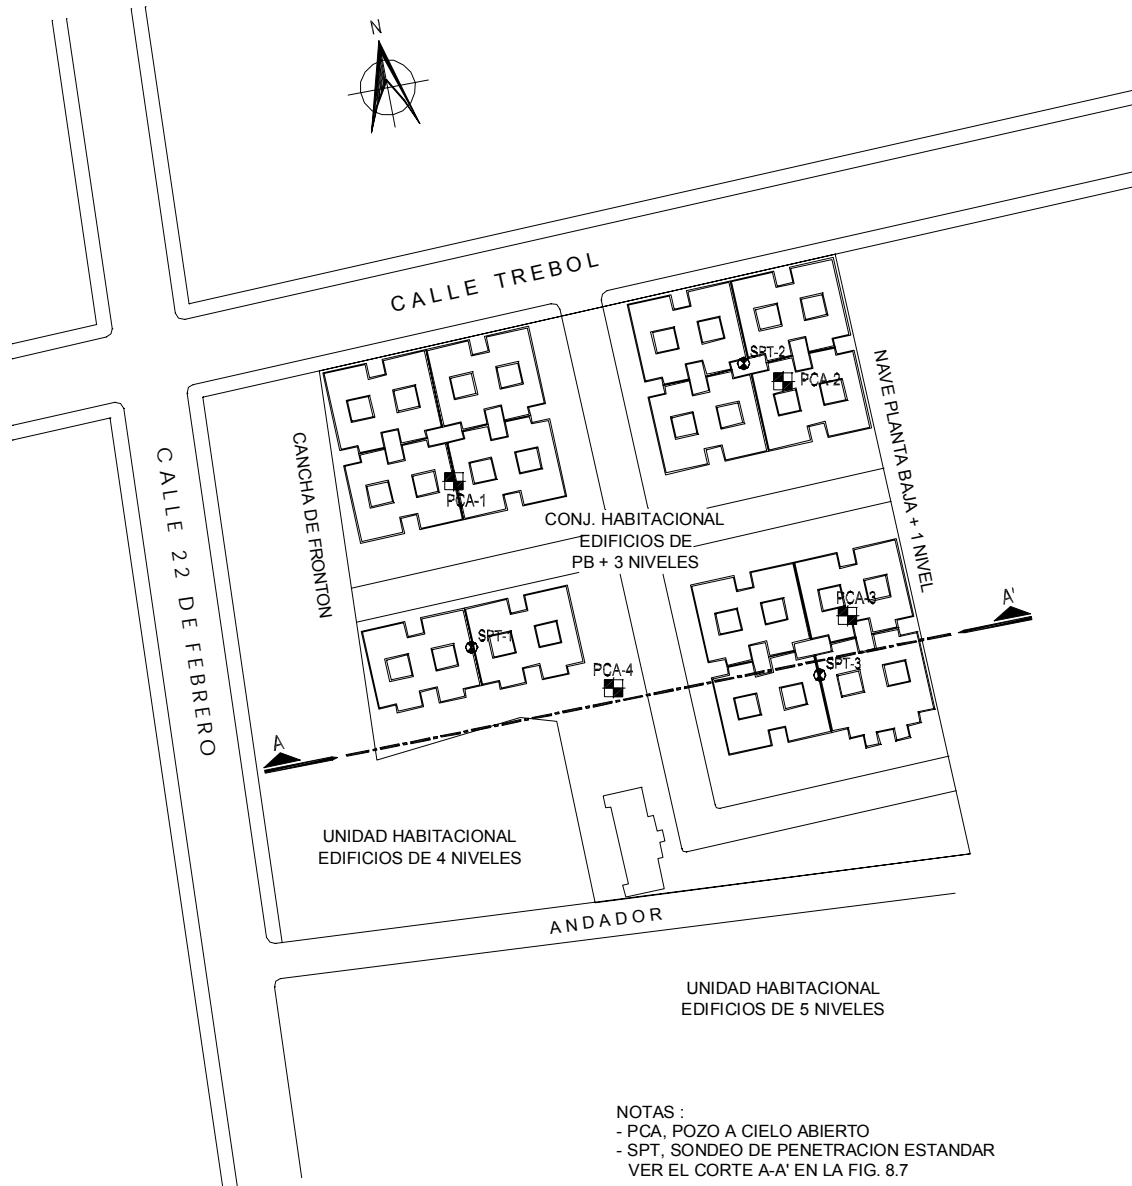 N
CALLE TREBOL
SPT-2
PCA-2
NAVE PLANTA BAJA + 1 NIVEL
CALLE 22 DE FEBRERO
CANCHA DE FRONTON
PCA-1
CONJ. HABITACIONAL
EDIFICIOS DE
PB + 3 NIVELES
PCA-3
A'
SPT-1
PCA-4
SPT-3
A
UNIDAD HABITACIONAL
EDIFICIOS DE 4 NIVELES
ANDADOR
UNIDAD HABITACIONAL
EDIFICIOS DE 5 NIVELES
NOTAS :
- PCA, POZO A CIELO ABIERTO
- SPT, SONDEO DE PENETRACION ESTANDAR
VER EL CORTE A-A' EN LA FIG. 8.7